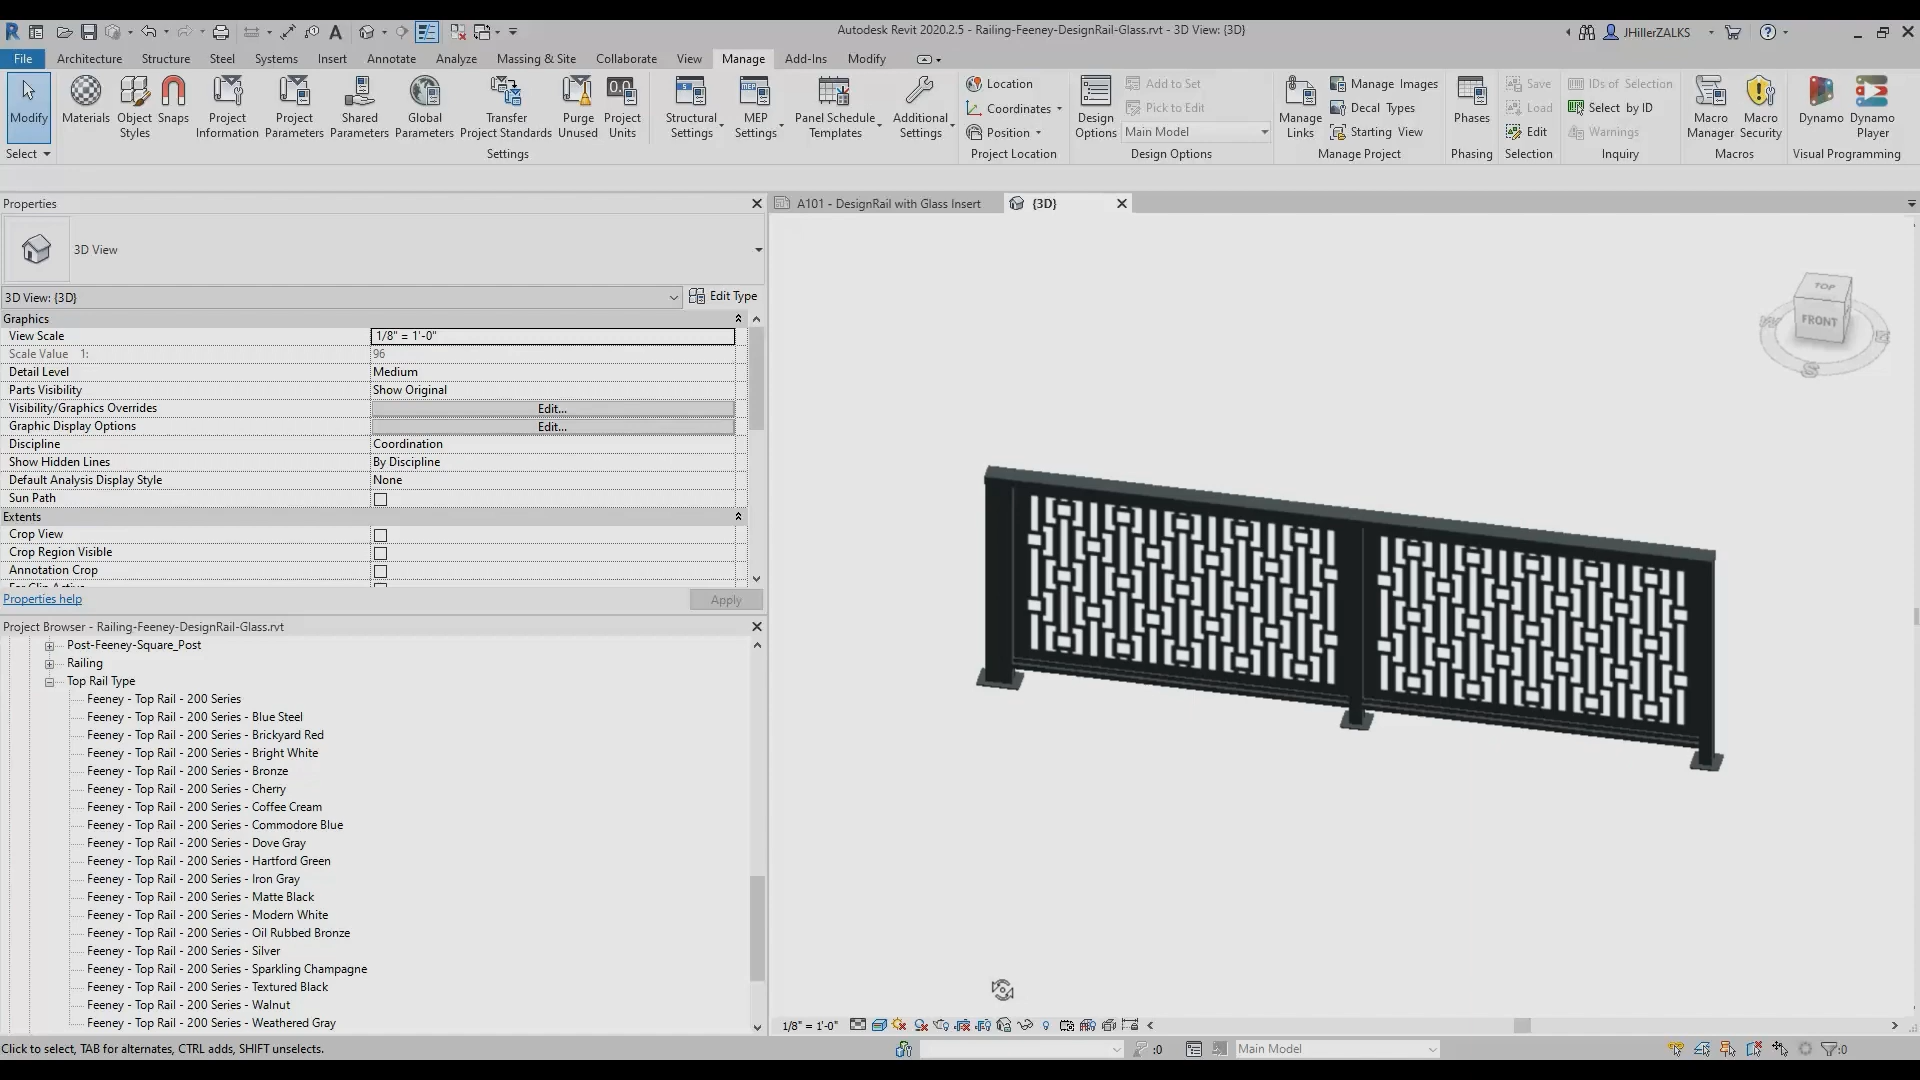 Autodesk Revit 2020.2.5 - Railing-Feeney-DesignRail-Glass.rvt - 3D View: {3D}
JHillerZALKS
File Architecture Structure Steel Systems Insert Annotate Analyze Massing & Site Collaborate View Manage Add-Ins Modify
Modify
Materials
Object Styles
Snaps
Project Information
Project Parameters
Shared Parameters
Global Parameters
Transfer Project Standards
Purge Unused
Project Units
Structural Settings
MEP Settings
Panel Schedule Templates
Additional Settings
Location
Coordinates
Position
Design Options
Add to Set
Pick to Edit
Main Model
Manage Links
Manage Images
Decal Types
Starting View
Phases
Save
Load
Edit
IDs of Selection
Select by ID
Warnings
Macro Manager
Macro Security
Dynamo
Dynamo Player
Select Settings Project Location Design Options Manage Project Phasing Selection Inquiry Macros Visual Programming
Properties
A101 - DesignRail with Glass Insert
{3D}
3D View
3D View: {3D}
Edit Type
Graphics
View Scale 1/8" = 1'-0"
Scale Value 1: 96
Detail Level Medium
Parts Visibility Show Original
Visibility/Graphics Overrides Edit...
Graphic Display Options Edit...
Discipline Coordination
Show Hidden Lines By Discipline
Default Analysis Display Style None
Sun Path
Extents
Crop View
Crop Region Visible
Annotation Crop
Properties help
Apply
TOP
FRONT
W
S
Project Browser - Railing-Feeney-DesignRail-Glass.rvt
Post-Feeney-Square_Post
Railing
Top Rail Type
Feeney - Top Rail - 200 Series
Feeney - Top Rail - 200 Series - Blue Steel
Feeney - Top Rail - 200 Series - Brickyard Red
Feeney - Top Rail - 200 Series - Bright White
Feeney - Top Rail - 200 Series - Bronze
Feeney - Top Rail - 200 Series - Cherry
Feeney - Top Rail - 200 Series - Coffee Cream
Feeney - Top Rail - 200 Series - Commodore Blue
Feeney - Top Rail - 200 Series - Dove Gray
Feeney - Top Rail - 200 Series - Hartford Green
Feeney - Top Rail - 200 Series - Iron Gray
Feeney - Top Rail - 200 Series - Matte Black
Feeney - Top Rail - 200 Series - Modern White
Feeney - Top Rail - 200 Series - Oil Rubbed Bronze
Feeney - Top Rail - 200 Series - Silver
Feeney - Top Rail - 200 Series - Sparkling Champagne
Feeney - Top Rail - 200 Series - Textured Black
Feeney - Top Rail - 200 Series - Walnut
Feeney - Top Rail - 200 Series - Weathered Gray
1/8" = 1'-0"
Click to select, TAB for alternates, CTRL adds, SHIFT unselects.
:0
Main Model
:0